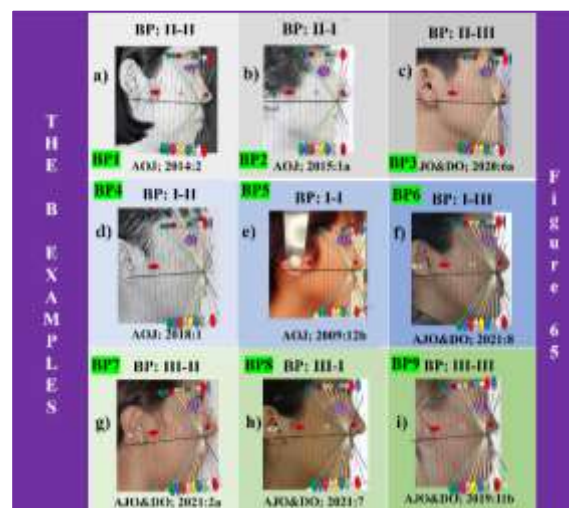 THE B EXAMPLES
BP: II-II
a)
BP1
AOJ; 2014:2
BP: II-I
b)
BP2
AOJ; 2015:1a
BP: II-III
c)
BP3
AJO&DO; 2020:6a
BP4
BP: I-II
d)
AOJ; 2018:1
BP5
BP: I-I
e)
AOJ; 2009:12b
BP6
BP: I-III
f)
AJO&DO; 2021:8
BP7
BP: III-II
g)
AJO&DO; 2021:2a
BP8
BP: III-I
h)
AJO&DO; 2021:7
BP9
BP: III-III
i)
AJO&DO; 2019:11b
Figure 65